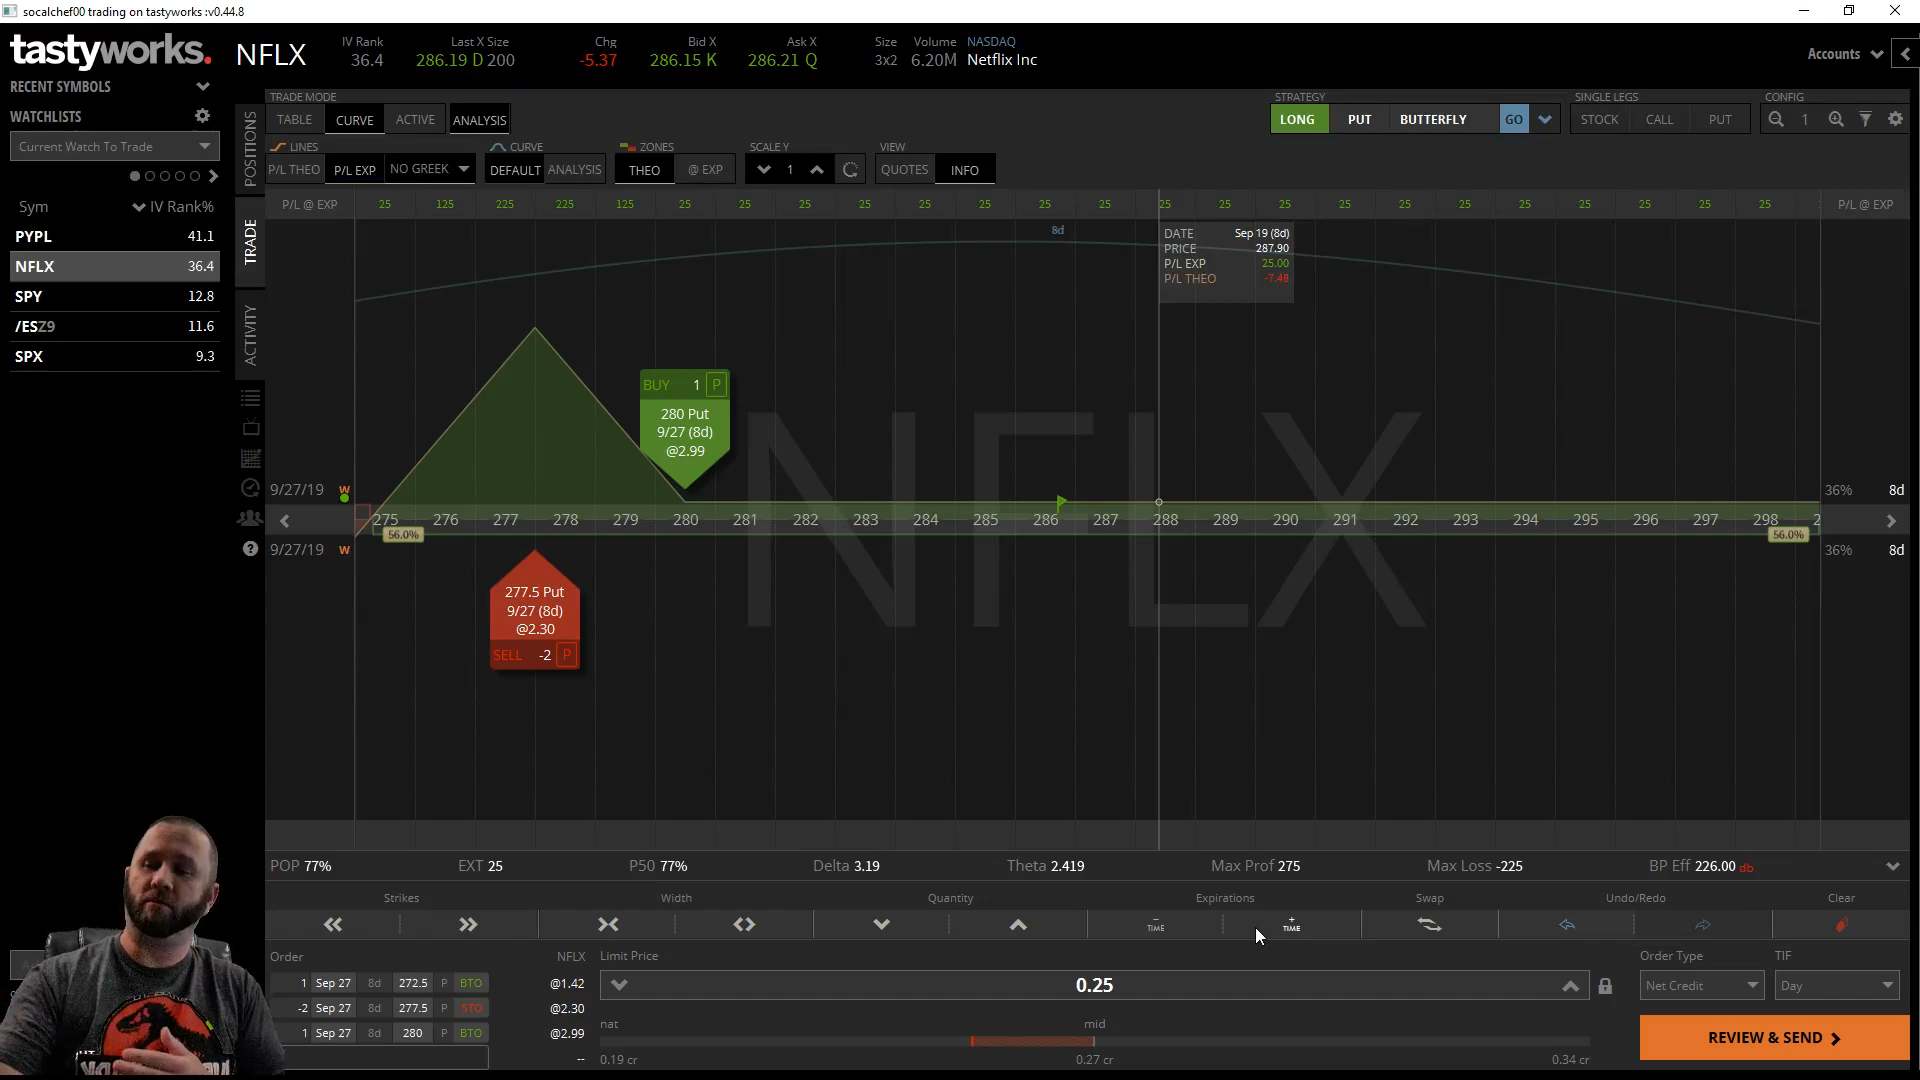 socalchef00 trading on tastyworks :v0.44.8
tastyworks.
NFLX
IV Rank
36.4
Last X Size
286.19 D 200
Chg
-5.37
Bid X
286.15 K
Ask X
286.21 Q
Size
3x2
Volume
6.20M
NASDAQ
Netflix Inc
Accounts
RECENT SYMBOLS
WATCHLISTS
Current Watch To Trade
Sym IV Rank%
PYPL 41.1
NFLX 36.4
SPY 12.8
/ESZ9 11.6
SPX 9.3
POSITIONS
TRADE
ACTIVITY
TRADE MODE
TABLE CURVE ACTIVE ANALYSIS
STRATEGY
LONG PUT BUTTERFLY GO
SINGLE LEGS
STOCK CALL PUT
CONFIG
1
LINES
P/L THEO P/L EXP NO GREEK
CURVE
DEFAULT ANALYSIS
ZONES
THEO @ EXP
SCALE Y
1
VIEW
QUOTES INFO
P/L @ EXP 25 125 225 225 125 25 25 25 25 25 25 25 25 25 25 25 25 25 25 25 25 25 25 25 P/L @ EXP
8d
DATE Sep 19 (8d)
PRICE 287.90
P/L EXP 25.00
P/L THEO -7.48
BUY 1 P
280 Put
9/27 (8d)
@2.99
NFLX
9/27/19 W 36% 8d
275 276 277 278 279 280 281 282 283 284 285 286 287 288 289 290 291 292 293 294 295 296 297 298 2
56.0% 56.0%
9/27/19 W 36% 8d
277.5 Put
9/27 (8d)
@2.30
SELL -2 P
POP 77% EXT 25 P50 77% Delta 3.19 Theta 2.419 Max Prof 275 Max Loss -225 BP Eff 226.00 db
Strikes Width Quantity Expirations Swap Undo/Redo Clear
− TIME + TIME
Order NFLX
1 Sep 27 8d 272.5 P BTO @1.42
-2 Sep 27 8d 277.5 P STO @2.30
1 Sep 27 8d 280 P BTO @2.99
--
Limit Price
0.25
nat mid
0.19 cr 0.27 cr 0.34 cr
Order Type
Net Credit
TIF
Day
REVIEW & SEND